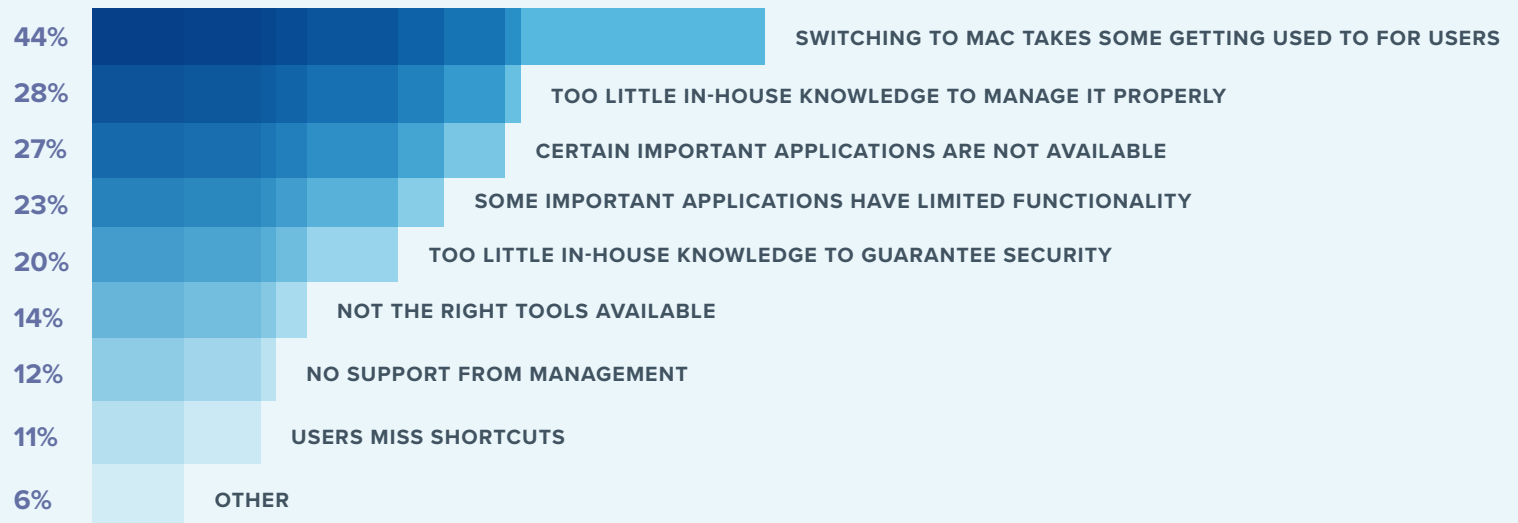 44% SWITCHING TO MAC TAKES SOME GETTING USED TO FOR USERS
28% TOO LITTLE IN-HOUSE KNOWLEDGE TO MANAGE IT PROPERLY
27% CERTAIN IMPORTANT APPLICATIONS ARE NOT AVAILABLE
23% SOME IMPORTANT APPLICATIONS HAVE LIMITED FUNCTIONALITY
20% TOO LITTLE IN-HOUSE KNOWLEDGE TO GUARANTEE SECURITY
14% NOT THE RIGHT TOOLS AVAILABLE
12% NO SUPPORT FROM MANAGEMENT
11% USERS MISS SHORTCUTS
6% OTHER